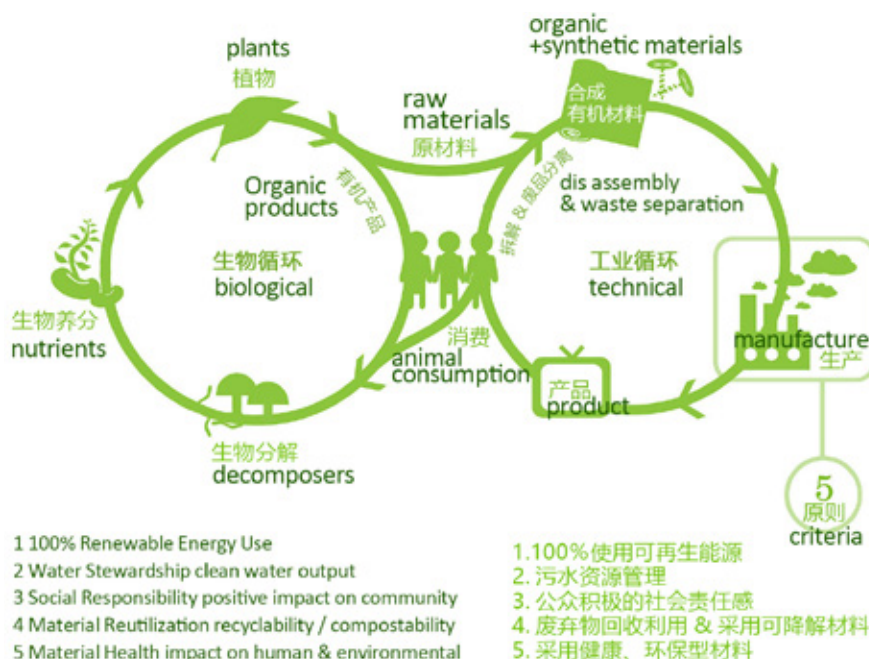 plants
植物
organic
+synthetic materials
合成
有机材料
raw
materials
原材料
Organic
products
有机产品
拆解 & 废品分离
dis assembly
& waste separation
生物循环
biological
工业循环
technical
生物养分
nutrients
消费
animal
consumption
manufacture
生产
产品
product
生物分解
decomposers
5
原则
criteria
1 100% Renewable Energy Use
2 Water Stewardship clean water output
3 Social Responsibility positive impact on community
4 Material Reutilization recyclability / compostability
5 Material Health impact on human & environmental
1.100%使用可再生能源
2. 污水资源管理
3. 公众积极的社会责任感
4. 废弃物回收利用 & 采用可降解材料
5. 采用健康、环保型材料